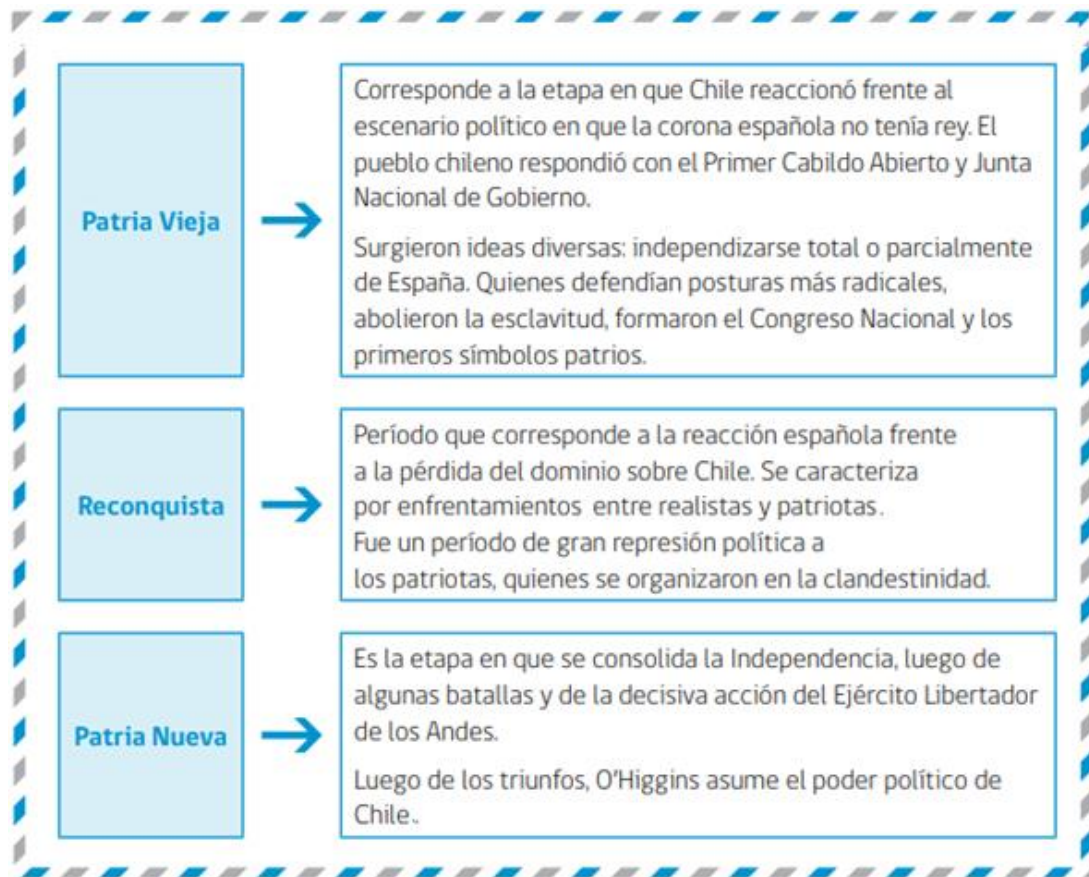 Corresponde a la etapa en que Chile reaccionó frente al
escenario político en que la corona española no tenía rey. El
pueblo chileno respondió con el Primer Cabildo Abierto y Junta
Nacional de Gobierno.
Patria Vieja
Surgieron ideas diversas: independizarse total o parcialmente
de España. Quienes defendían posturas más radicales,
abolieron la esclavitud, formaron el Congreso Nacional y los
primeros símbolos patrios.
Período que corresponde a la reacción española frente
a la pérdida del dominio sobre Chile. Se caracteriza
Reconquista
por enfrentamientos entre realistas y patriotas.
Fue un período de gran represión política a
los patriotas, quienes se organizaron en la clandestinidad.
Es la etapa en que se consolida la Independencia, luego de
algunas batallas y de la decisiva acción del Ejército Libertador
Patria Nueva
de los Andes.
Luego de los triunfos, O'Higgins asume el poder político de
Chile..